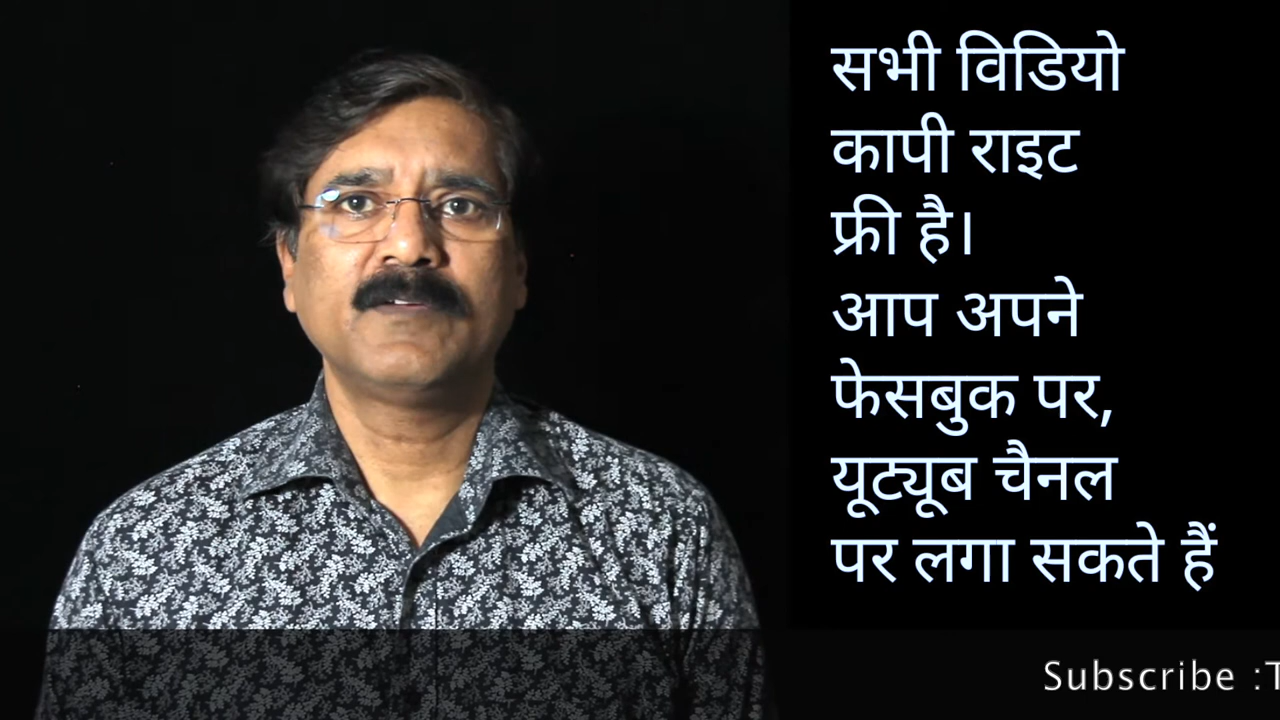 सभी विडियो
कापी राइट
फ्री है।
आप अपने
फेसबुक पर,
यूट्यूब चैनल
पर लगा सकते हैं
Subscribe :T